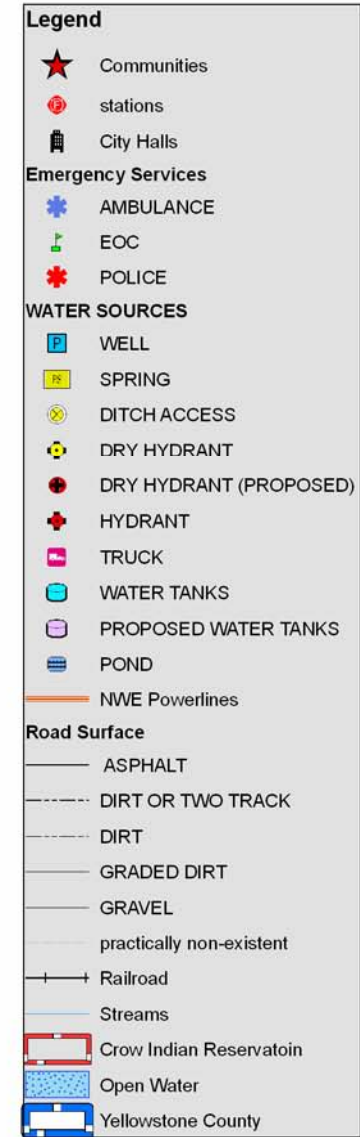 Legend
Communities
F stations
City Halls
Emergency Services
AMBULANCE
EOC
POLICE
WATER SOURCES
P WELL
PS SPRING
DITCH ACCESS
DRY HYDRANT
DRY HYDRANT (PROPOSED)
HYDRANT
TRUCK
WATER TANKS
PROPOSED WATER TANKS
POND
NWE Powerlines
Road Surface
ASPHALT
DIRT OR TWO TRACK
DIRT
GRADED DIRT
GRAVEL
practically non-existent
Railroad
Streams
Crow Indian Reservatoin
Open Water
Yellowstone County